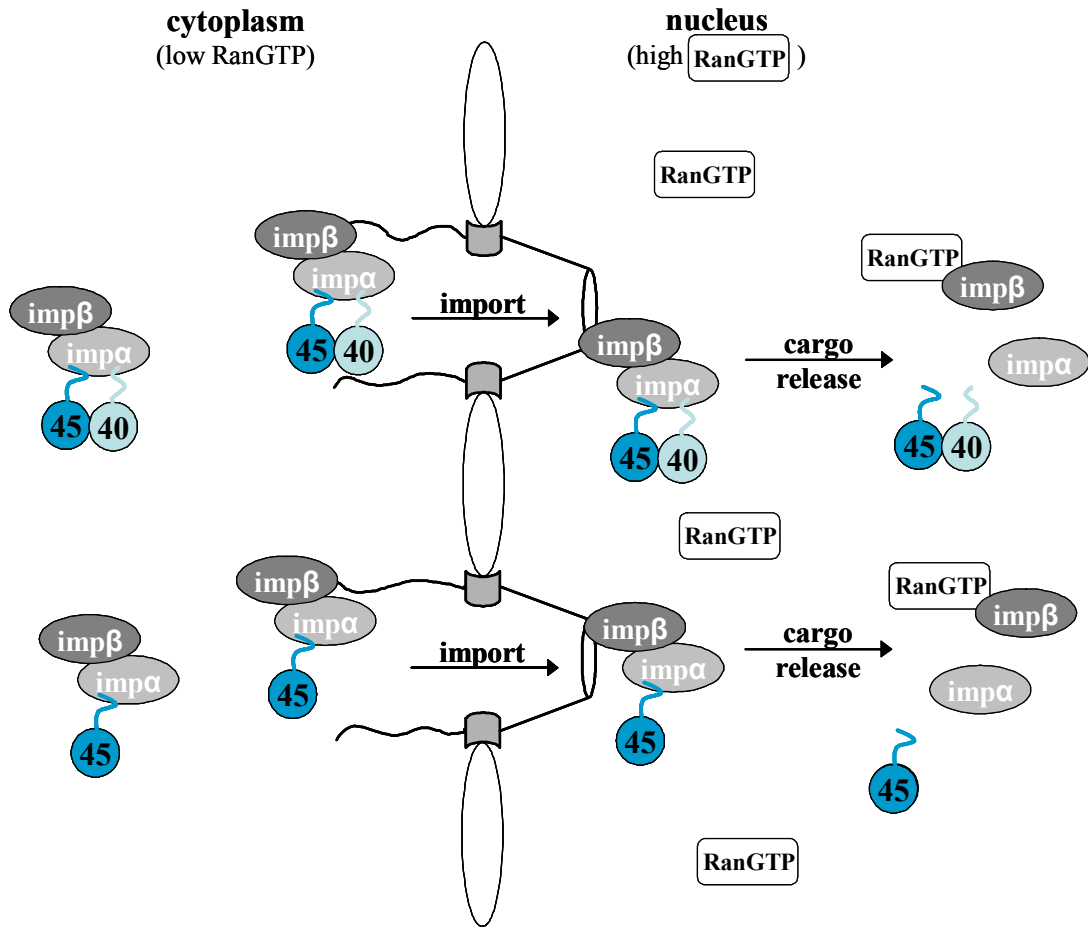 cytoplasm
(low RanGTP)
nucleus
(high RanGTP )
RanGTP
impβ
impα
45 40
import
impβ
impα
45 40
impβ
impα
45 40
cargo
release
RanGTP
impβ
impα
45 40
RanGTP
impβ
impα
45
impβ
impα
45
import
impβ
impα
45
cargo
release
RanGTP
impβ
impα
45
RanGTP